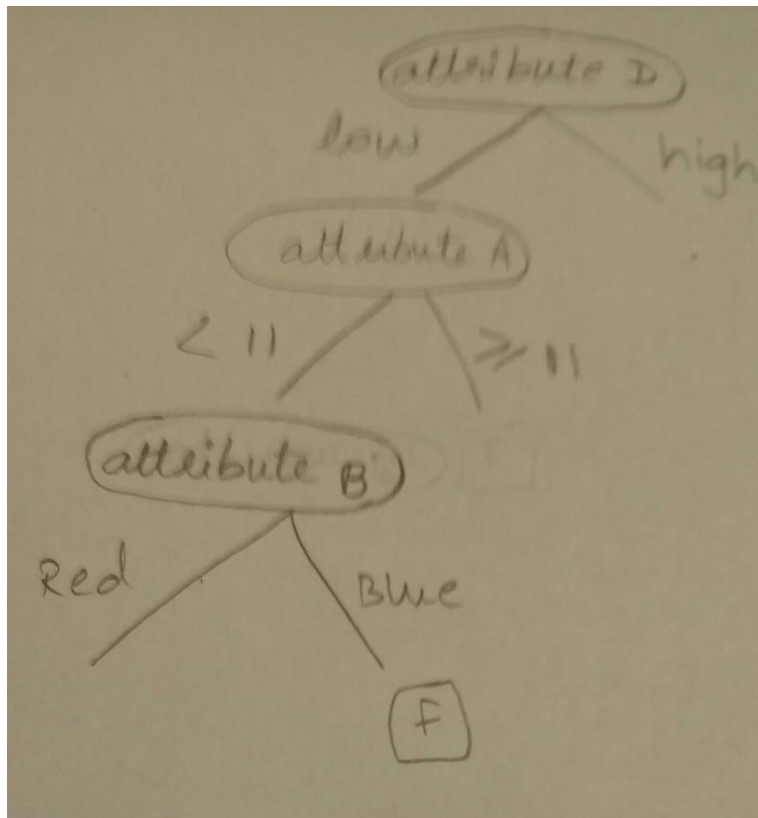 attribute D
low
high
attribute A
< 11
≥ 11
attribute B
Red
Blue
F